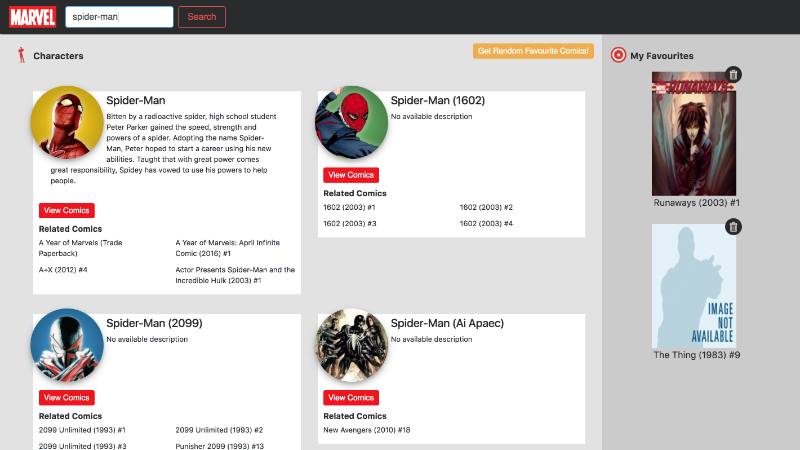 MARVEL
spider-man
Search
Characters
Get Random Favourite Comics!
Spider-Man
Bitten by a radioactive spider, high school student
Peter Parker gained the speed, strength and
powers of a spider. Adopting the name Spider-
Man, Peter hoped to start a career using his new
abilities. Taught that with great power comes
great responsibility, Spidey has vowed to use his powers to help
people.
View Comics
Related Comics
A Year of Marvels (Trade
Paperback)
A Year of Marvels: April Infinite
Comic (2016) #1
A+X (2012) #4
Actor Presents Spider-Man and the
Incredible Hulk (2003) #1
Spider-Man (1602)
No available description
View Comics
Related Comics
1602 (2003) #1
1602 (2003) #2
1602 (2003) #3
1602 (2003) #4
Spider-Man (2099)
No available description
View Comics
Related Comics
2099 Unlimited (1993) #1
2099 Unlimited (1993) #2
2099 Unlimited (1993) #3
Punisher 2099 (1993) #13
Spider-Man (Ai Apaec)
No available description
View Comics
Related Comics
New Avengers (2010) #18
My Favourites
RUNAWAYS
Runaways (2003) #1
IMAGE
NOT
AVAILABLE
The Thing (1983) #9